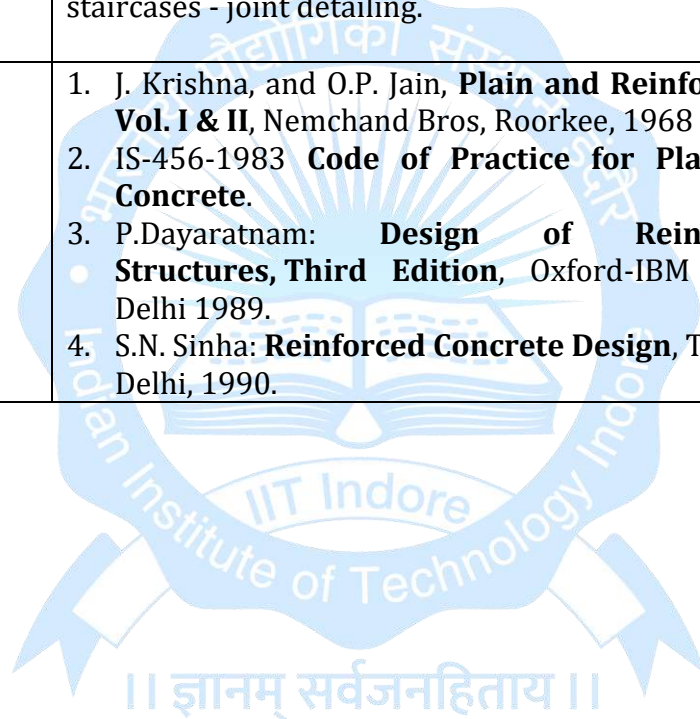 staircases - joint detailing.
1. J. Krishna, and O.P. Jain, Plain and Reinfo
Vol. I & II, Nemchand Bros, Roorkee, 1968
2. IS-456-1983 Code of Practice for Pla
Concrete.
3. P.Dayaratnam: Design of Rein
Structures, Third Edition, Oxford-IBM
Delhi 1989.
4. S.N. Sinha: Reinforced Concrete Design, T
Delhi, 1990.
भारतीय प्रौद्योगिकी संस्थान इंदौर
Indian Institute of Technology Indore
IIT Indore
।। ज्ञानम् सर्वजनहिताय ।।